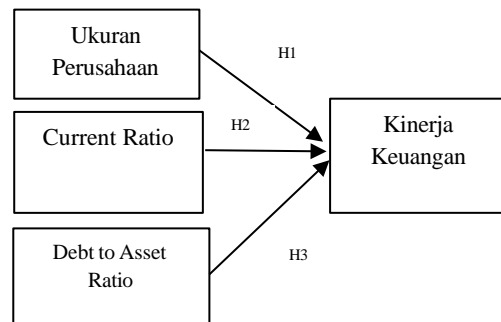 Ukuran
Perusahaan
H1
Current Ratio
H2
Kinerja
Keuangan
Debt to Asset
Ratio
H3